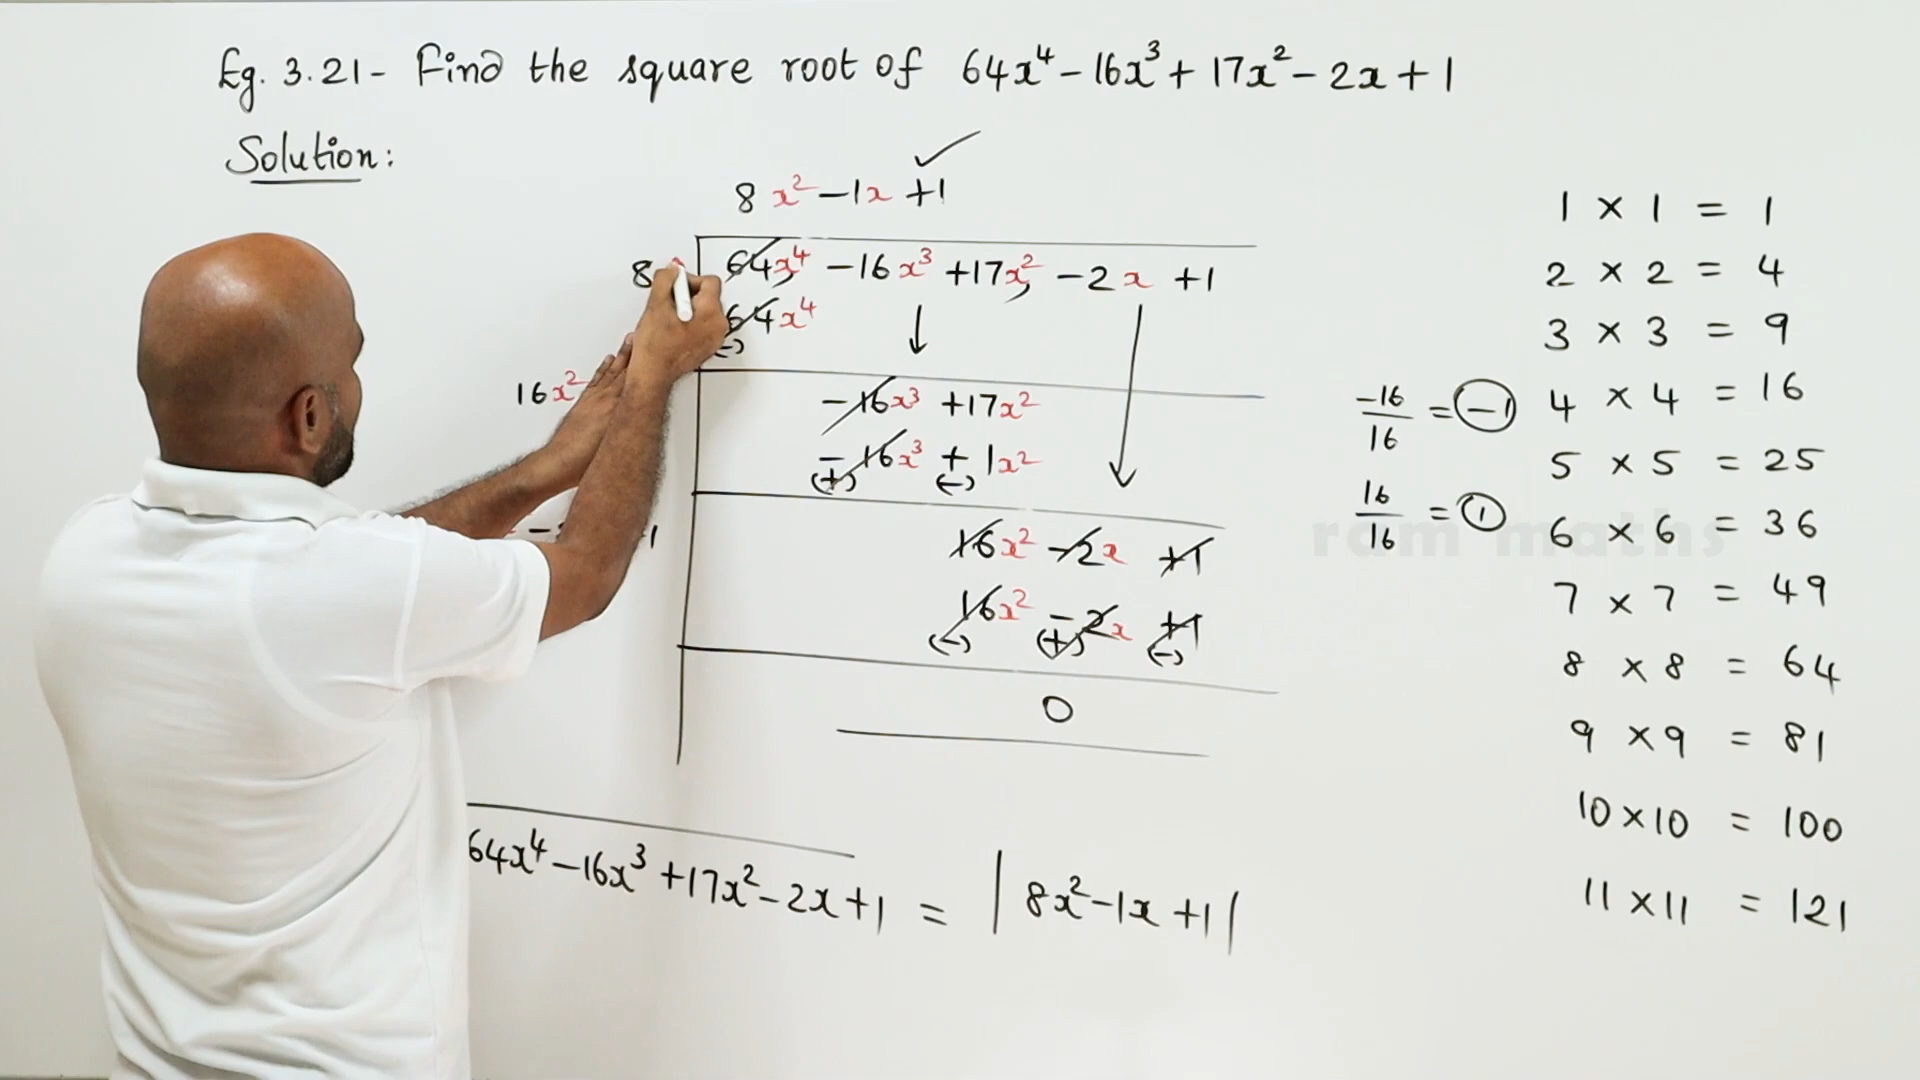 Eg. 3.21 - Find the square root of 64x⁴ - 16x³ + 17x² - 2x + 1
Solution:
8x² - 1x + 1
8 64x⁴ - 16x³ + 17x² - 2x + 1
64x⁴
(-)
16x² - 16x³ + 17x²
- 16x³ + 1x²
(+) (-)
16x² - 2x + 1
16x² - 2x + 1
(-) (+) (-)
0
64x⁴ - 16x³ + 17x² - 2x + 1 = | 8x² - 1x + 1 |
-16/16 = -1
16/16 = 1
1 × 1 = 1
2 × 2 = 4
3 × 3 = 9
4 × 4 = 16
5 × 5 = 25
6 × 6 = 36
7 × 7 = 49
8 × 8 = 64
9 × 9 = 81
10 × 10 = 100
11 × 11 = 121
ram maths